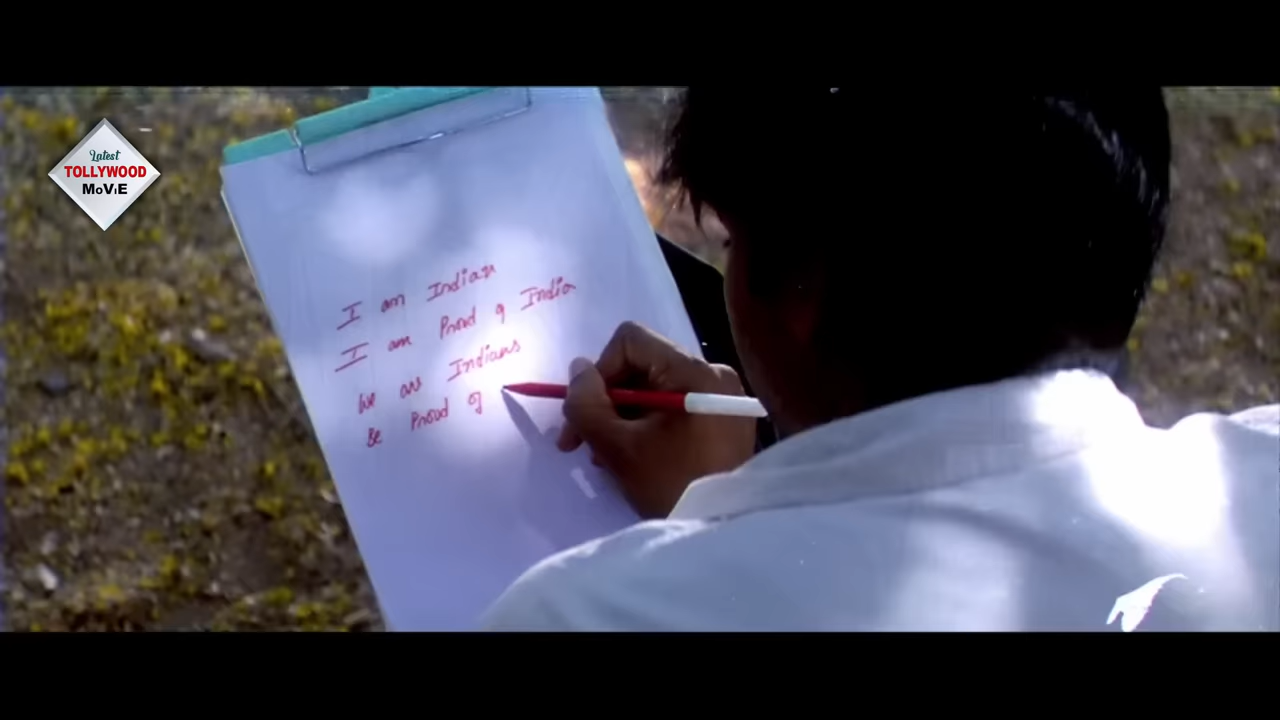 Latest
TOLLYWOOD
MoViE
I am Indian
I am Proud of India
We are Indians
Be Proud of